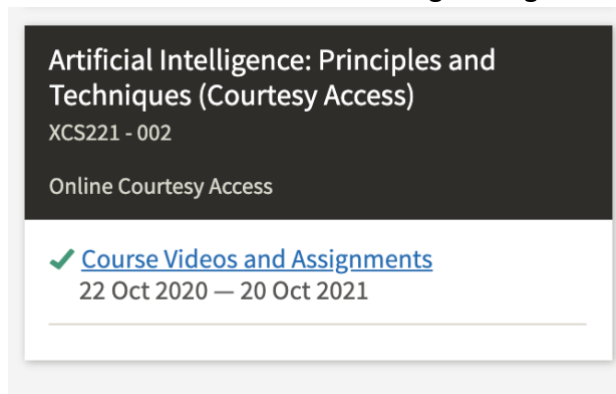 Artificial Intelligence: Principles and
Techniques (Courtesy Access)
XCS221 - 002
Online Courtesy Access
Course Videos and Assignments
22 Oct 2020 — 20 Oct 2021